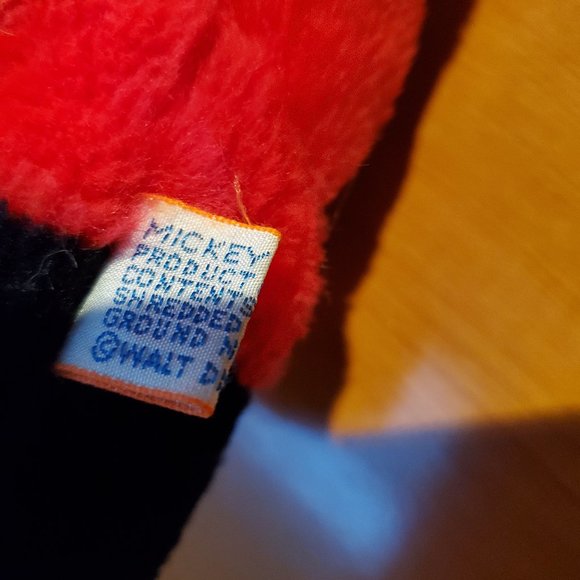 MICKEY
PRODUCT
CONTENTS
SHREDDED
GROUND N
©WALT D